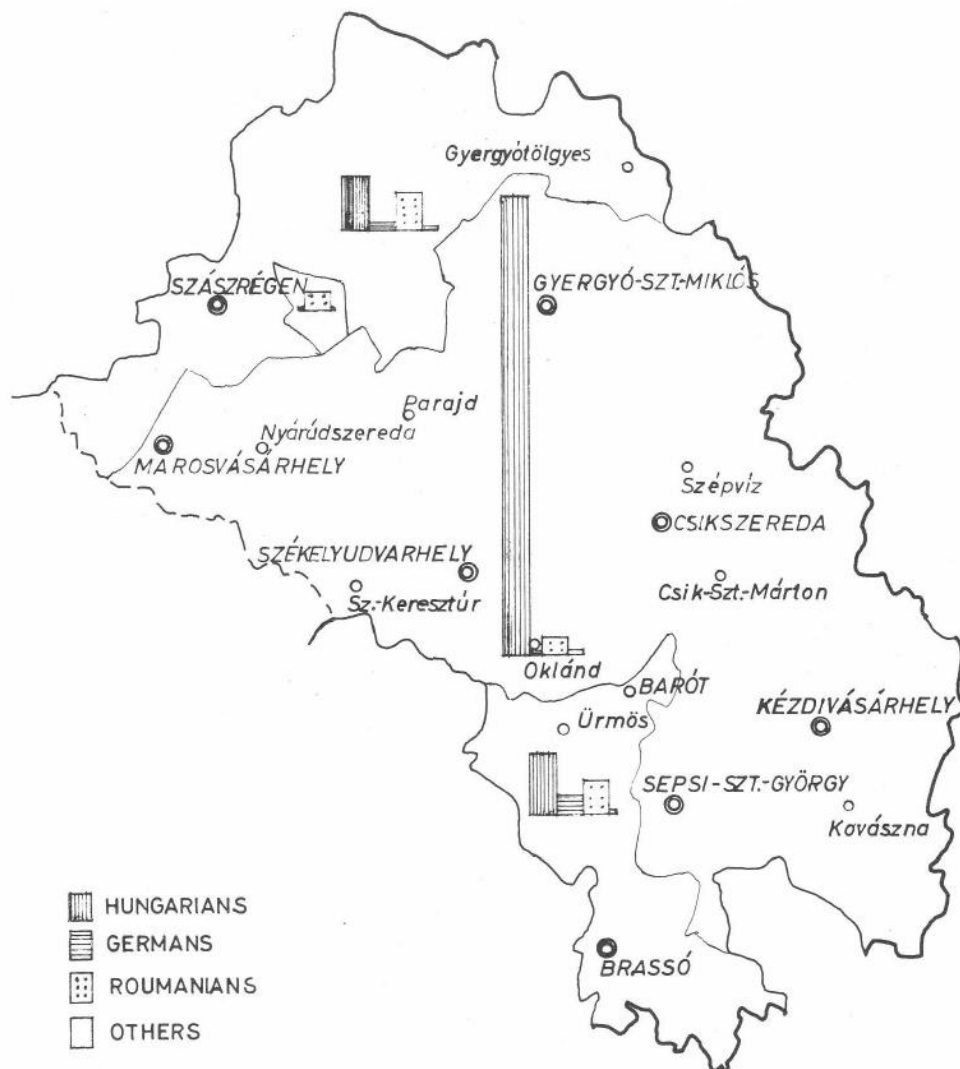 Gyergyótölgyes
SZÁSZRÉGEN
GYERGYÓ-SZT.-MIKLÓS
Parajd
Nyárádszereda
MAROSVÁSÁRHELY
Szépvíz
CSIKSZEREDA
SZÉKELYUDVARHELY
Sz.-Keresztúr
Csik-Szt.-Márton
Oklánd
BARÓT
KÉZDIVÁSÁRHELY
Ürmös
SEPSI-SZT.-GYÖRGY
Kovászna
HUNGARIANS
GERMANS
BRASSÓ
ROUMANIANS
OTHERS